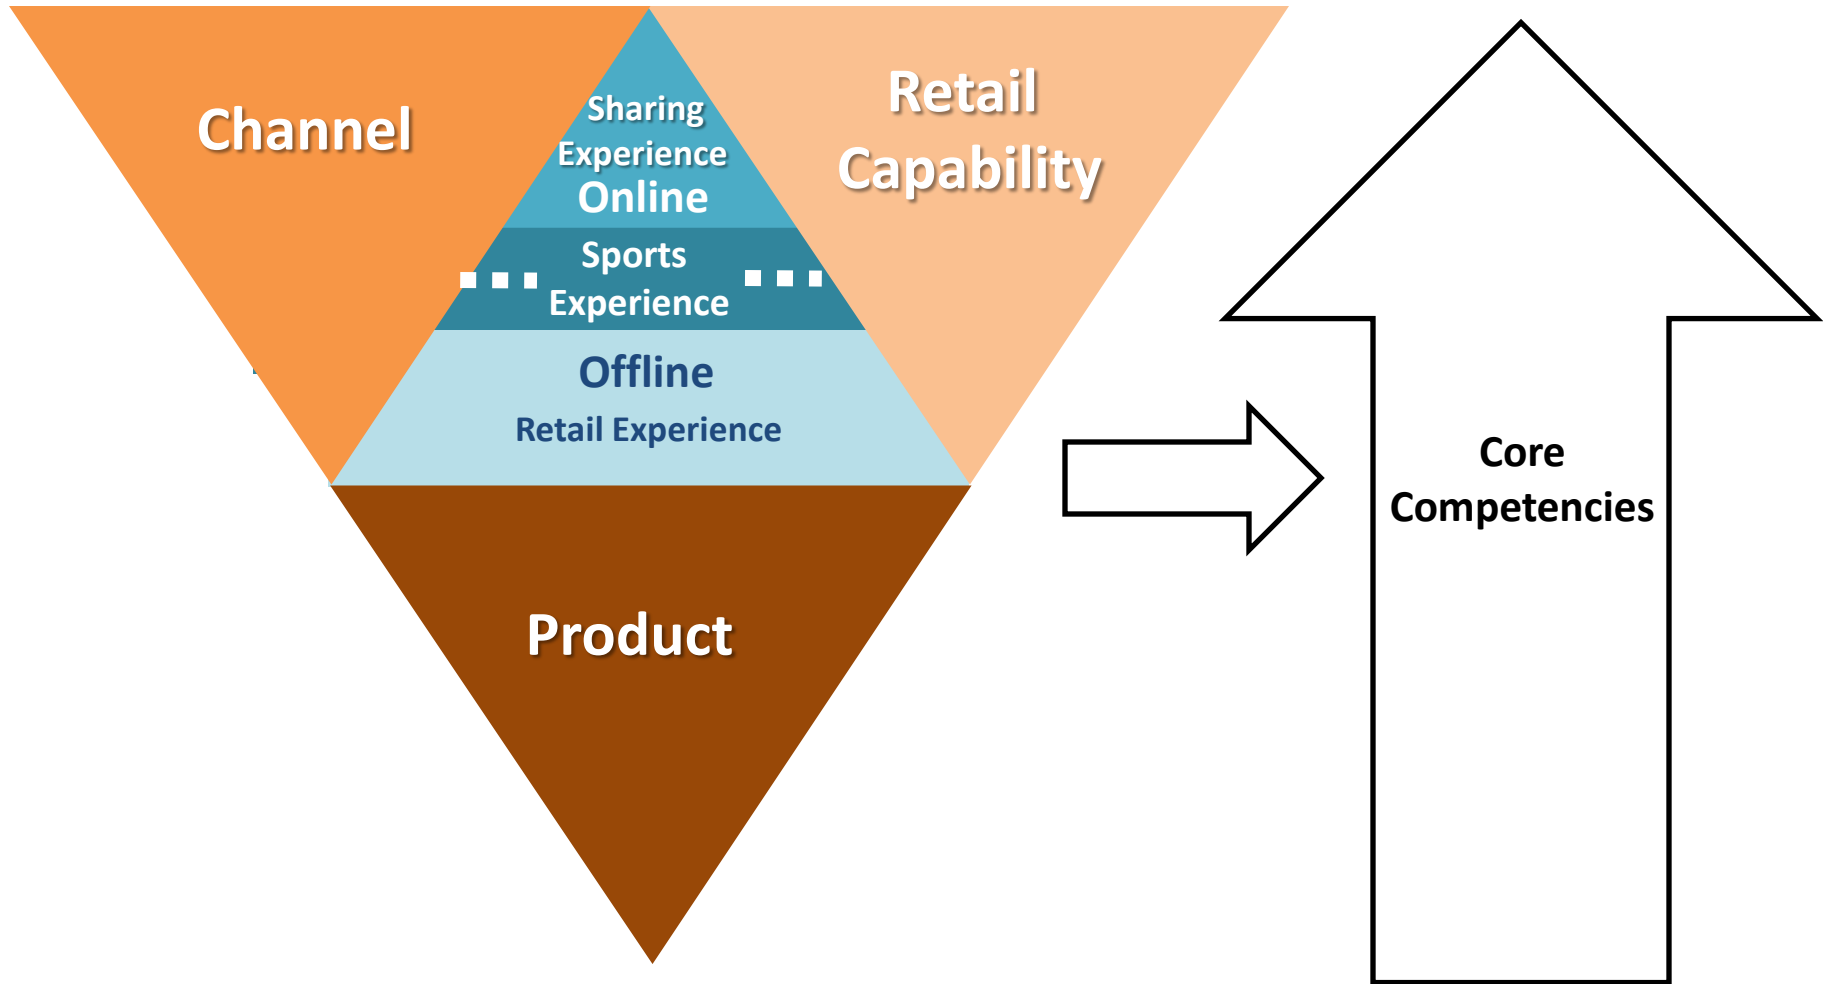 Channel
Sharing
Experience
Online
Sports
Experience
Offline
Retail Experience
Retail
Capability
Product
Core
Competencies